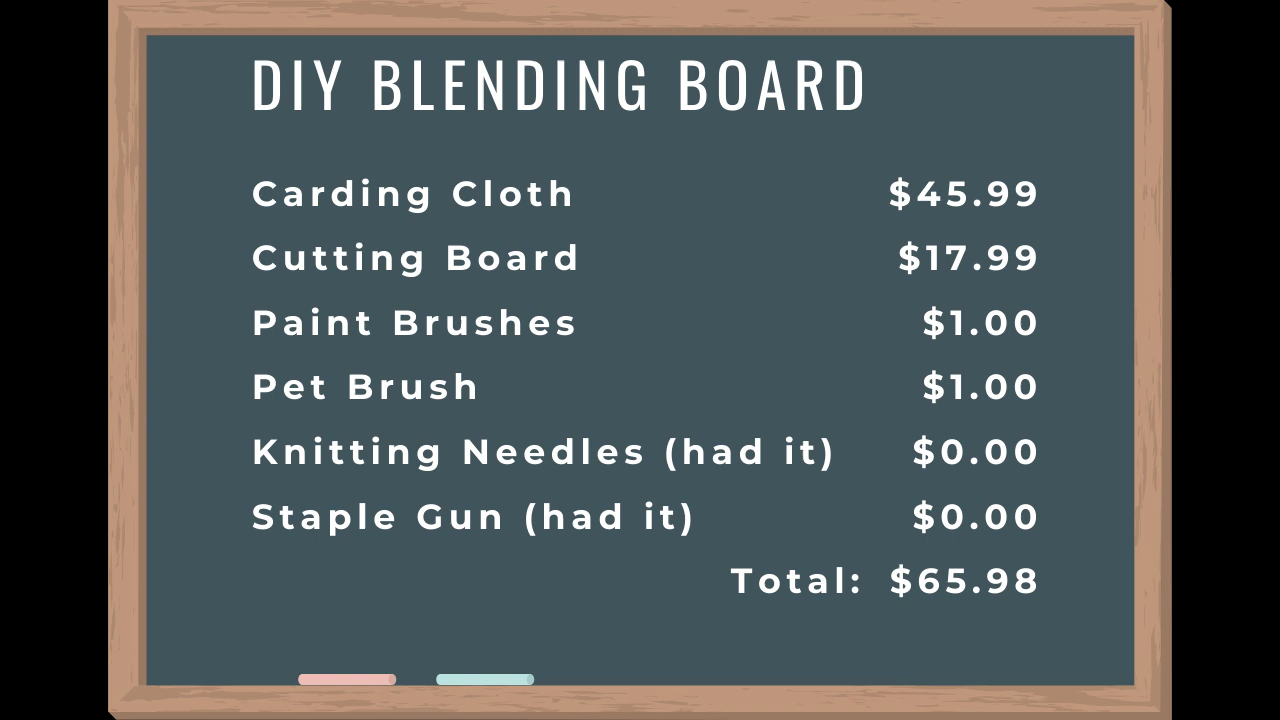 DIY BLENDING BOARD
Carding Cloth $45.99
Cutting Board $17.99
Paint Brushes $1.00
Pet Brush $1.00
Knitting Needles (had it) $0.00
Staple Gun (had it) $0.00
Total: $65.98